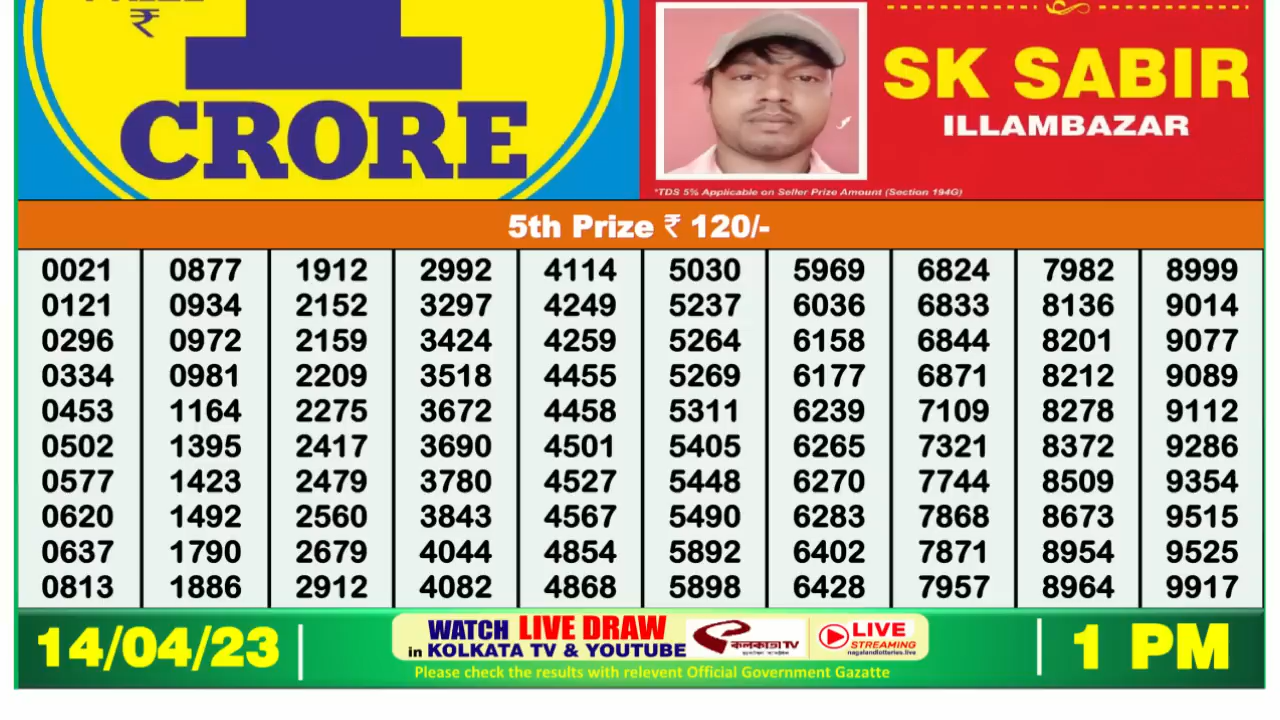 ₹
CRORE
SK SABIR
ILLAMBAZAR
*TDS 5% Applicable on Seller Prize Amount (Section 194G)
5th Prize ₹ 120/-
0021 0877 1912 2992 4114 5030 5969 6824 7982 8999
0121 0934 2152 3297 4249 5237 6036 6833 8136 9014
0296 0972 2159 3424 4259 5264 6158 6844 8201 9077
0334 0981 2209 3518 4455 5269 6177 6871 8212 9089
0453 1164 2275 3672 4458 5311 6239 7109 8278 9112
0502 1395 2417 3690 4501 5405 6265 7321 8372 9286
0577 1423 2479 3780 4527 5448 6270 7744 8509 9354
0620 1492 2560 3843 4567 5490 6283 7868 8673 9515
0637 1790 2679 4044 4854 5892 6402 7871 8954 9525
0813 1886 2912 4082 4868 5898 6428 7957 8964 9917
14/04/23
WATCH LIVE DRAW
in KOLKATA TV & YOUTUBE
কলকাতা TV
LIVE
STREAMING
nagalandlotteries.live
1 PM
Please check the results with relevent Official Government Gazatte